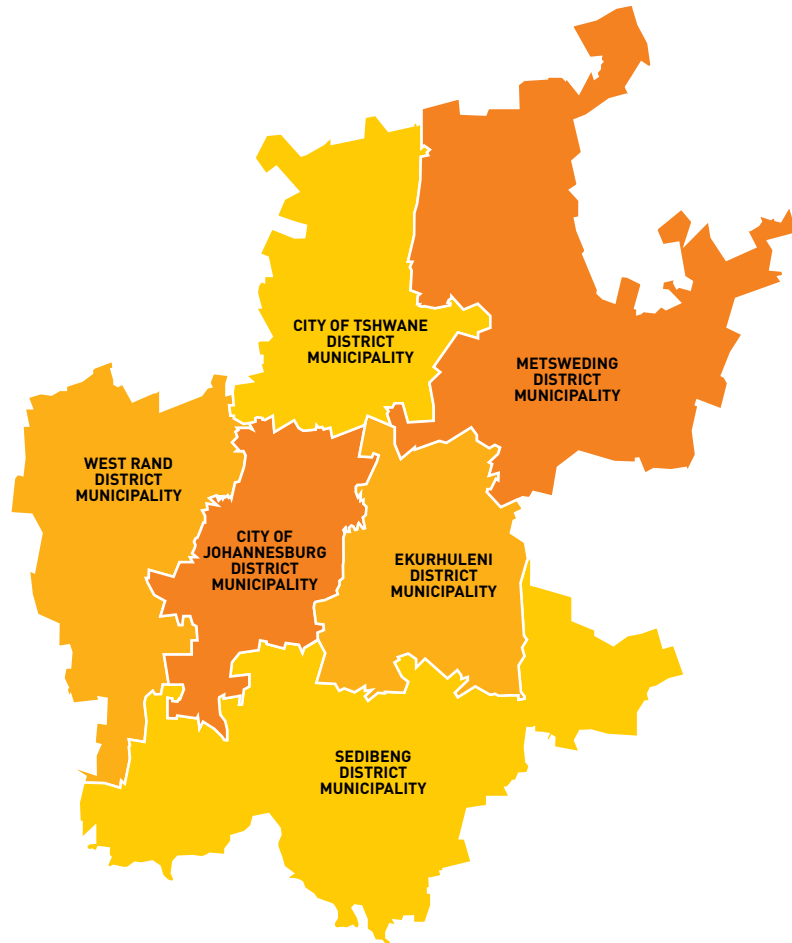 CITY OF TSHWANE
DISTRICT
MUNICIPALITY
METSWEDING
DISTRICT
MUNICIPALITY
WEST RAND
DISTRICT
MUNICIPALITY
CITY OF
JOHANNESBURG
DISTRICT
MUNICIPALITY
EKURHULENI
DISTRICT
MUNICIPALITY
SEDIBENG
DISTRICT
MUNICIPALITY